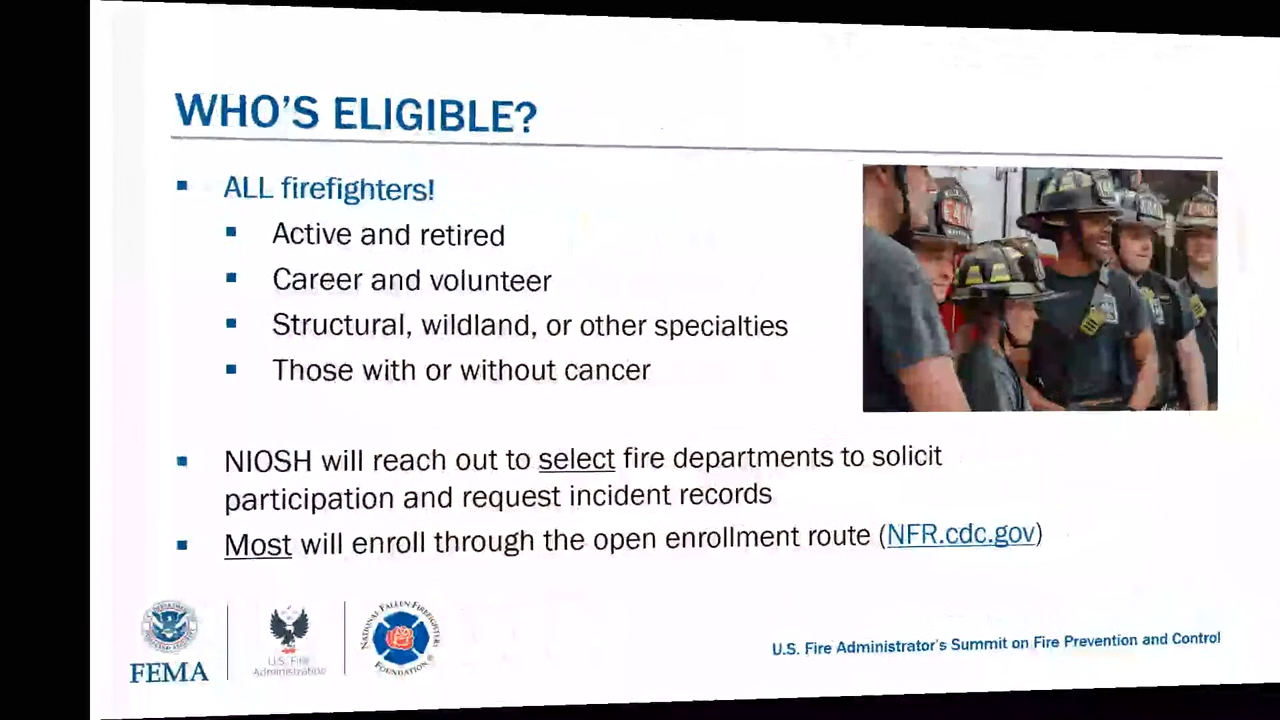 WHO'S ELIGIBLE?
ALL firefighters!
Active and retired
Career and volunteer
Structural, wildland, or other specialties
Those with or without cancer
NIOSH will reach out to select fire departments to solicit
participation and request incident records
Most will enroll through the open enrollment route (NFR.cdc.gov)
FEMA
U.S. Fire
Administration
NATIONAL FALLEN FIREFIGHTERS
FOUNDATION
U.S. Fire Administrator's Summit on Fire Prevention and Control